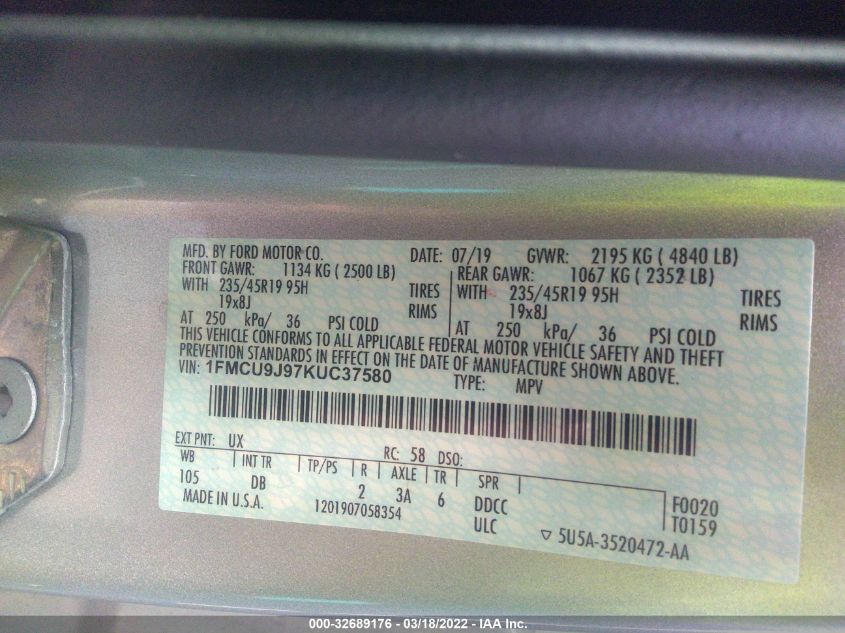 MFD. BY FORD MOTOR CO. DATE: 07/19 GVWR: 2195 KG ( 4840 LB)
FRONT GAWR: 1134 KG ( 2500 LB) REAR GAWR: 1067 KG ( 2352 LB)
WITH 235/45R19 95H TIRES WITH 235/45R19 95H TIRES
19x8J RIMS 19x8J RIMS
AT 250 kPa/ 36 PSI COLD AT 250 kPa/ 36 PSI COLD
THIS VEHICLE CONFORMS TO ALL APPLICABLE FEDERAL MOTOR VEHICLE SAFETY AND THEFT
PREVENTION STANDARDS IN EFFECT ON THE DATE OF MANUFACTURE SHOWN ABOVE.
VIN: 1FMCU9J97KUC37580 TYPE: MPV
EXT PNT: UX RC: 58 DSO:
WB INT TR TP/PS R AXLE TR SPR
105 DB 2 3A 6 DDCC F0020
MADE IN U.S.A. 1201907058354 ULC T0159
5U5A-3520472-AA
000-32689176 - 03/18/2022 - IAA Inc.